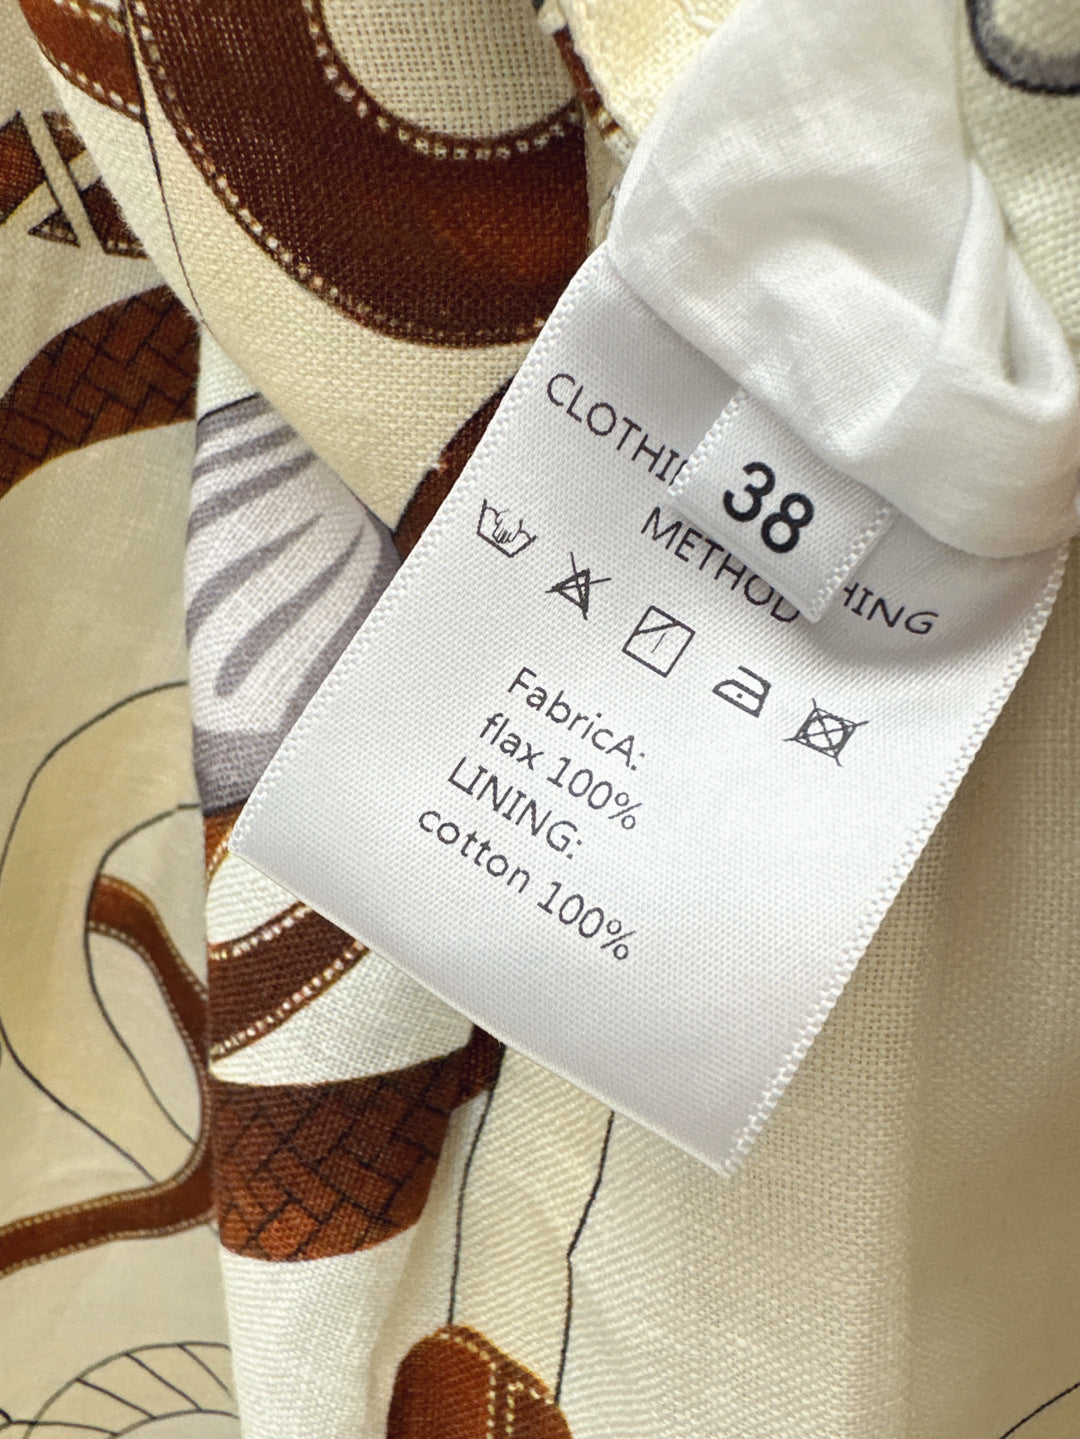 38
CLOTHI HING
METHOD
FabricA:
flax 100%
LINING:
cotton 100%